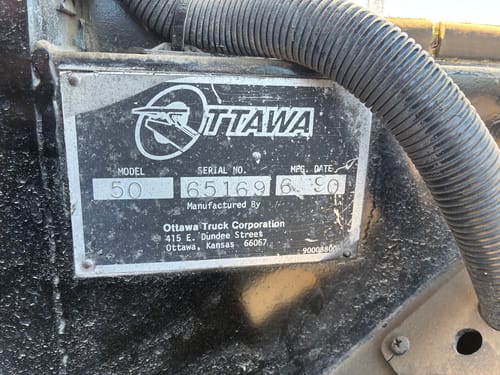 OTTAWA
MODEL SERIAL NO. MFG. DATE
50 65169 6 90
Manufactured By
Ottawa Truck Corporation
415 E. Dundee Street
Ottawa, Kansas 66067